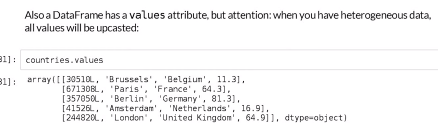 Also a DataFrame has a values attribute, but attention: when you have heterogeneous data,
all values will be upcasted:
31]: countries.values
31]: array([[30510L, 'Brussels', 'Belgium', 11.3],
[671308L, 'Paris', 'France', 64.3],
[357050L, 'Berlin', 'Germany', 81.3],
[41526L, 'Amsterdam', 'Netherlands', 16.9],
[244820L, 'London', 'United Kingdom', 64.9]], dtype=object)